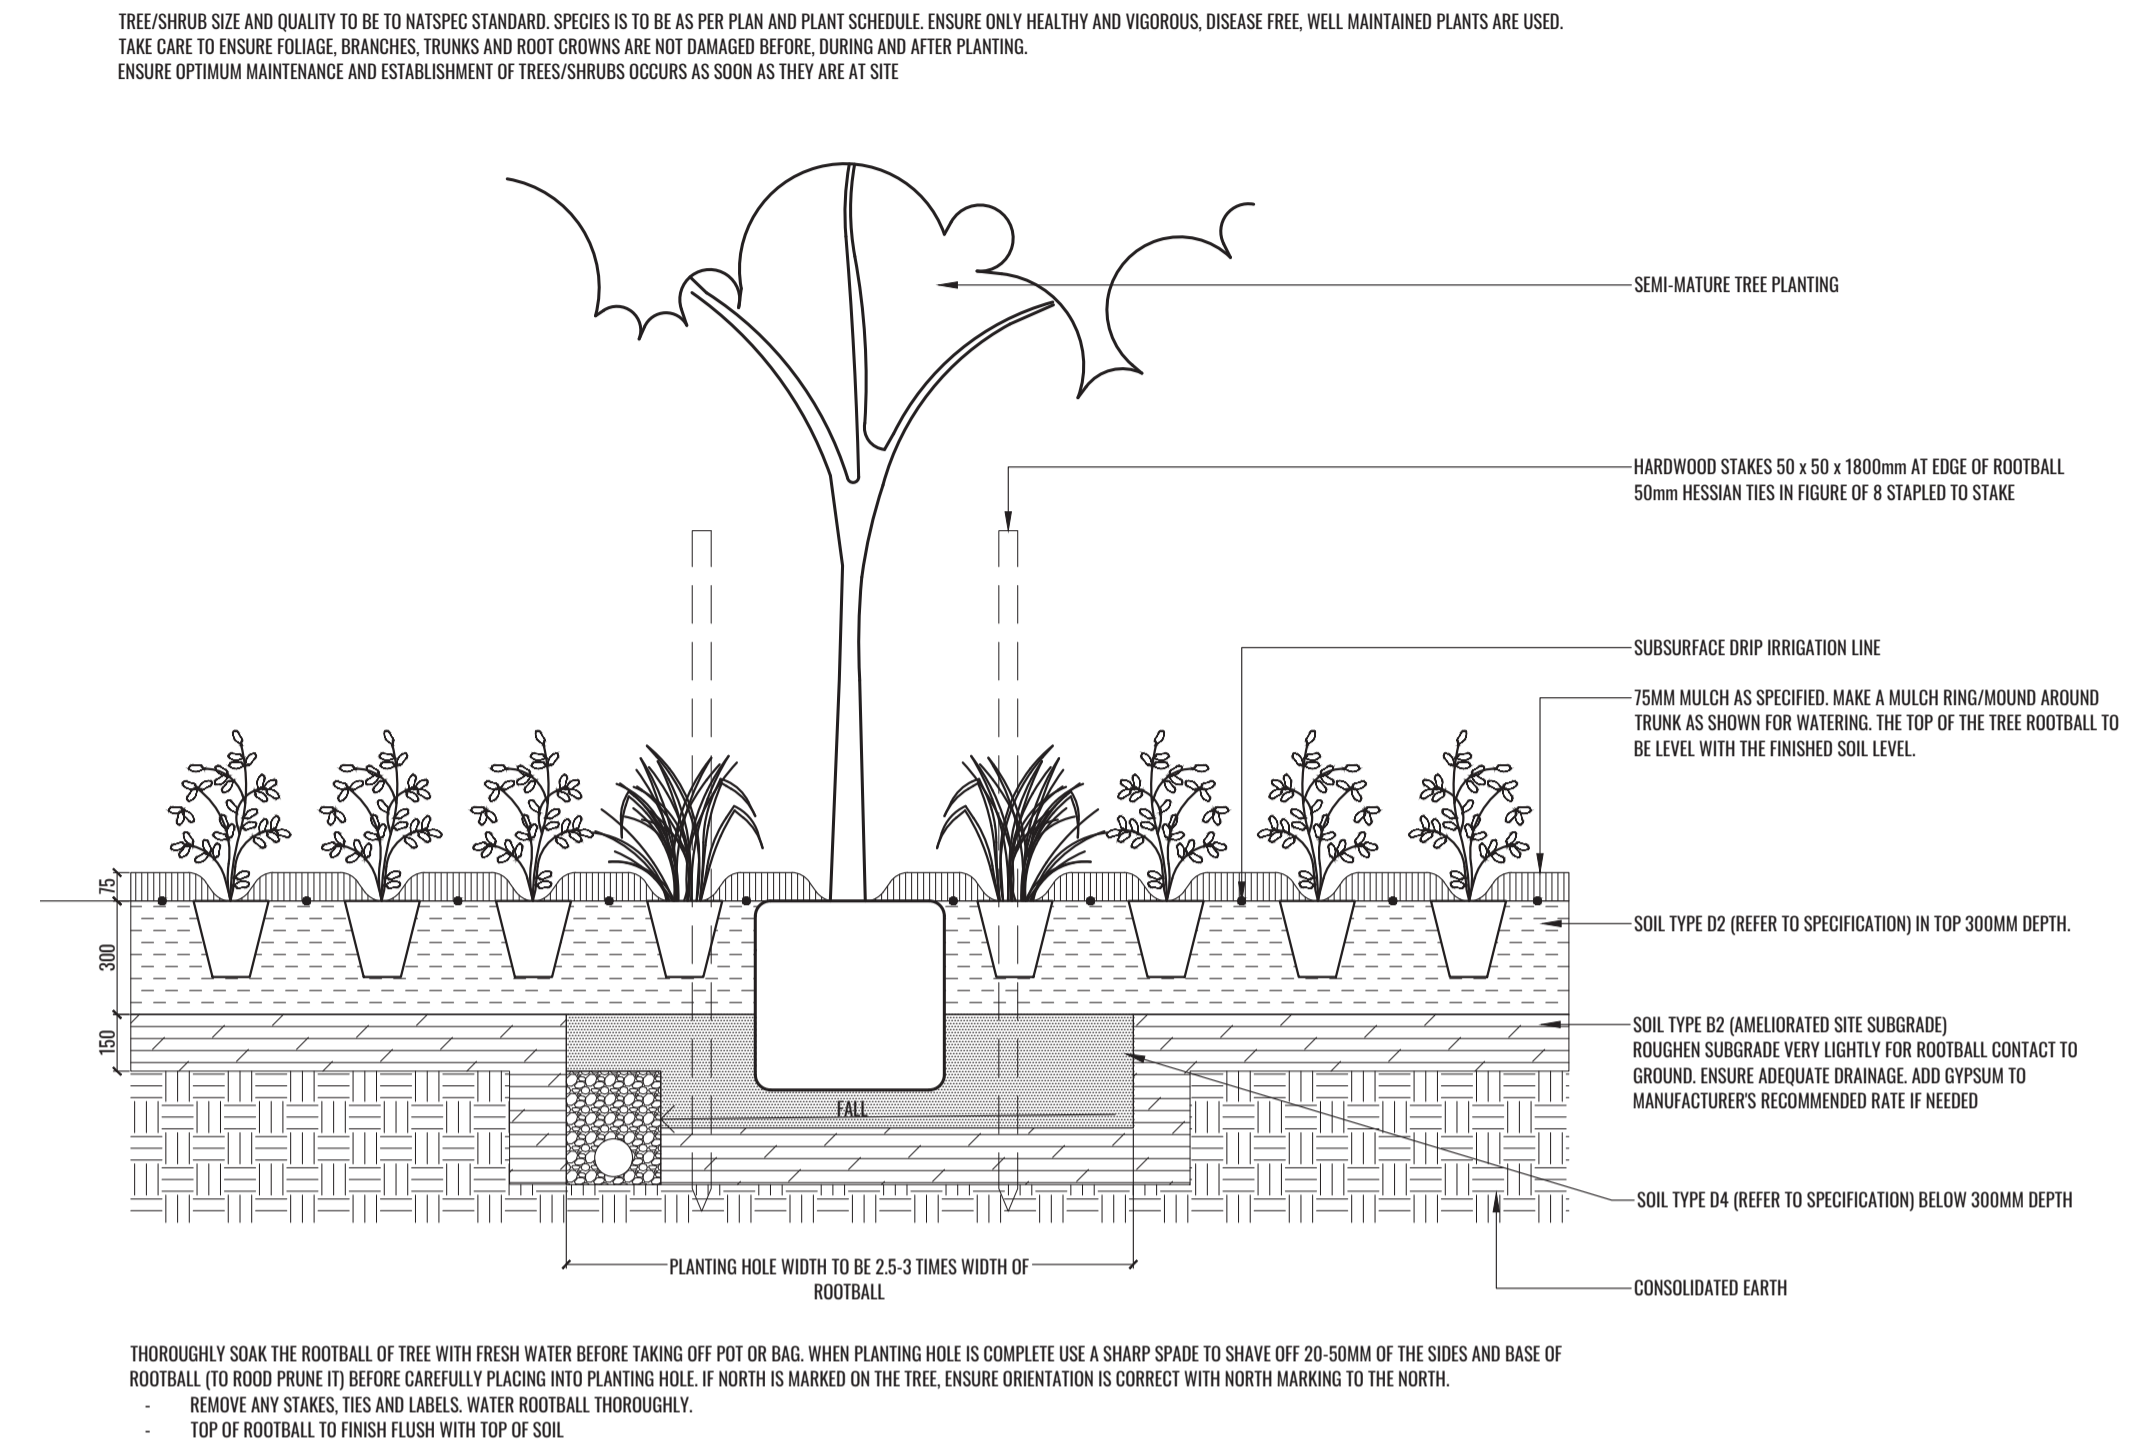 TREE/SHRUB SIZE AND QUALITY TO BE TO NATSPEC STANDARD. SPECIES IS TO BE AS PER PLAN AND PLANT SCHEDULE. ENSURE ONLY HEALTHY AND VIGOROUS, DISEASE FREE, WELL MAINTAINED PLANTS ARE USED.
TAKE CARE TO ENSURE FOLIAGE, BRANCHES, TRUNKS AND ROOT CROWNS ARE NOT DAMAGED BEFORE, DURING AND AFTER PLANTING.
ENSURE OPTIMUM MAINTENANCE AND ESTABLISHMENT OF TREES/SHRUBS OCCURS AS SOON AS THEY ARE AT SITE
SEMI-MATURE TREE PLANTING
HARDWOOD STAKES 50 x 50 x 1800mm AT EDGE OF ROOTBALL
50mm HESSIAN TIES IN FIGURE OF 8 STAPLED TO STAKE
SUBSURFACE DRIP IRRIGATION LINE
75MM MULCH AS SPECIFIED. MAKE A MULCH RING/MOUND AROUND
TRUNK AS SHOWN FOR WATERING. THE TOP OF THE TREE ROOTBALL TO
BE LEVEL WITH THE FINISHED SOIL LEVEL.
75
300
150
SOIL TYPE D2 (REFER TO SPECIFICATION) IN TOP 300MM DEPTH.
SOIL TYPE B2 (AMELIORATED SITE SUBGRADE)
ROUGHEN SUBGRADE VERY LIGHTLY FOR ROOTBALL CONTACT TO
GROUND. ENSURE ADEQUATE DRAINAGE. ADD GYPSUM TO
MANUFACTURER'S RECOMMENDED RATE IF NEEDED
FALL
SOIL TYPE D4 (REFER TO SPECIFICATION) BELOW 300MM DEPTH
PLANTING HOLE WIDTH TO BE 2.5-3 TIMES WIDTH OF
ROOTBALL
CONSOLIDATED EARTH
THOROUGHLY SOAK THE ROOTBALL OF TREE WITH FRESH WATER BEFORE TAKING OFF POT OR BAG. WHEN PLANTING HOLE IS COMPLETE USE A SHARP SPADE TO SHAVE OFF 20-50MM OF THE SIDES AND BASE OF
ROOTBALL (TO ROOD PRUNE IT) BEFORE CAREFULLY PLACING INTO PLANTING HOLE. IF NORTH IS MARKED ON THE TREE, ENSURE ORIENTATION IS CORRECT WITH NORTH MARKING TO THE NORTH.
- REMOVE ANY STAKES, TIES AND LABELS. WATER ROOTBALL THOROUGHLY.
- TOP OF ROOTBALL TO FINISH FLUSH WITH TOP OF SOIL